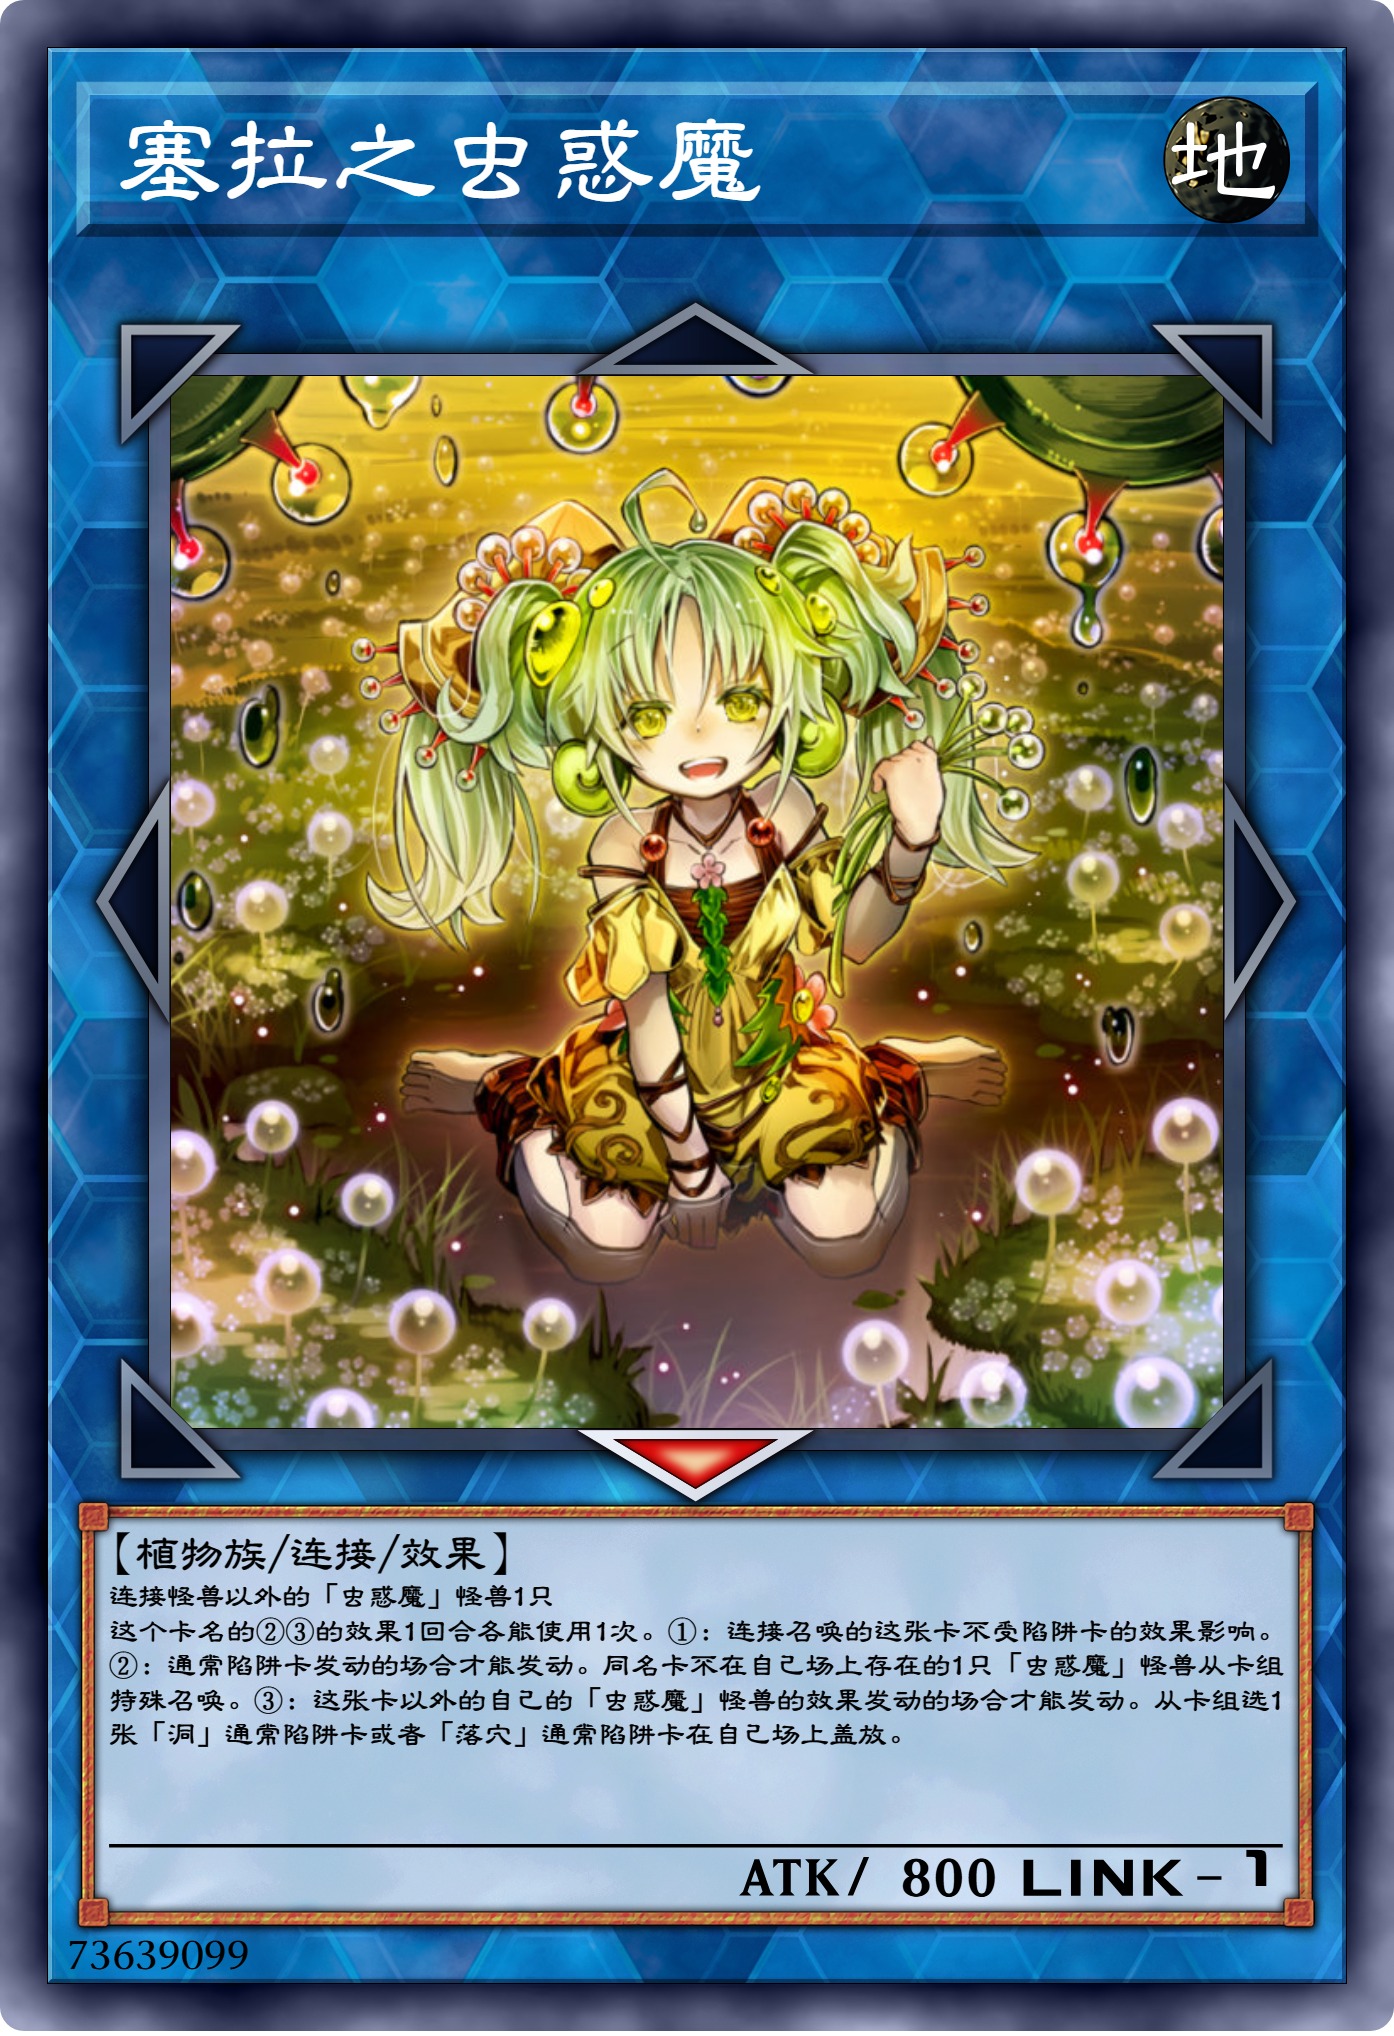 塞拉之虫惑魔
地
【植物族/连接/效果】
连接怪兽以外的「虫惑魔」怪兽1只
这个卡名的②③的效果1回合各能使用1次。①：连接召唤的这张卡不受陷阱卡的效果影响。
②：通常陷阱卡发动的场合才能发动。同名卡不在自己场上存在的1只「虫惑魔」怪兽从卡组
特殊召唤。③：这张卡以外的自己的「虫惑魔」怪兽的效果发动的场合才能发动。从卡组选1
张「洞」通常陷阱卡或者「落穴」通常陷阱卡在自己场上盖放。
ATK/ 800 LINK-1
73639099